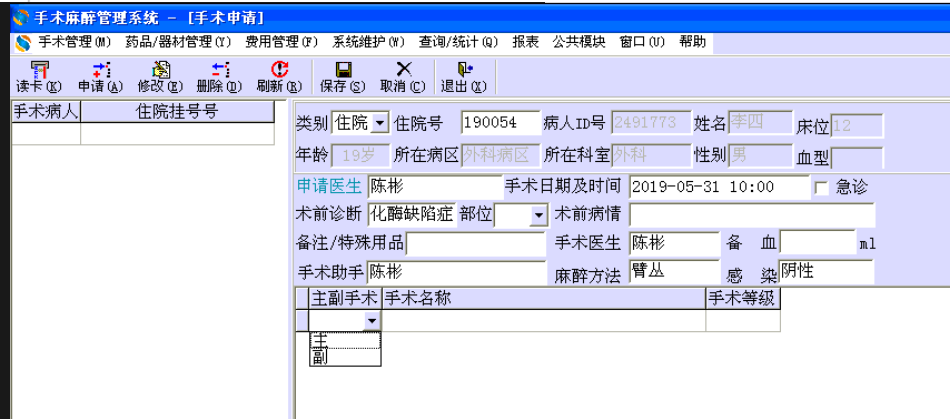 手术麻醉管理系统 - [手术申请]
手术管理(M) 药品/器材管理(Y) 费用管理(F) 系统维护(W) 查询/统计(Q) 报表 公共模块 窗口(U) 帮助
读卡(K) 申请(A) 修改(E) 删除(D) 刷新(R) 保存(S) 取消(C) 退出(X)
手术病人 住院挂号号
类别 住院 住院号 190054 病人ID号 2491773 姓名 李四 床位 12
年龄 19岁 所在病区 外科病区 所在科室 外科 性别 男 血型
申请医生 陈彬 手术日期及时间 2019-05-31 10:00 急诊
术前诊断 化酶缺陷症 部位 术前病情
备注/特殊用品 手术医生 陈彬 备 血 ml
手术助手 陈彬 麻醉方法 臂丛 感 染 阴性
主副手术 手术名称 手术等级
主
副